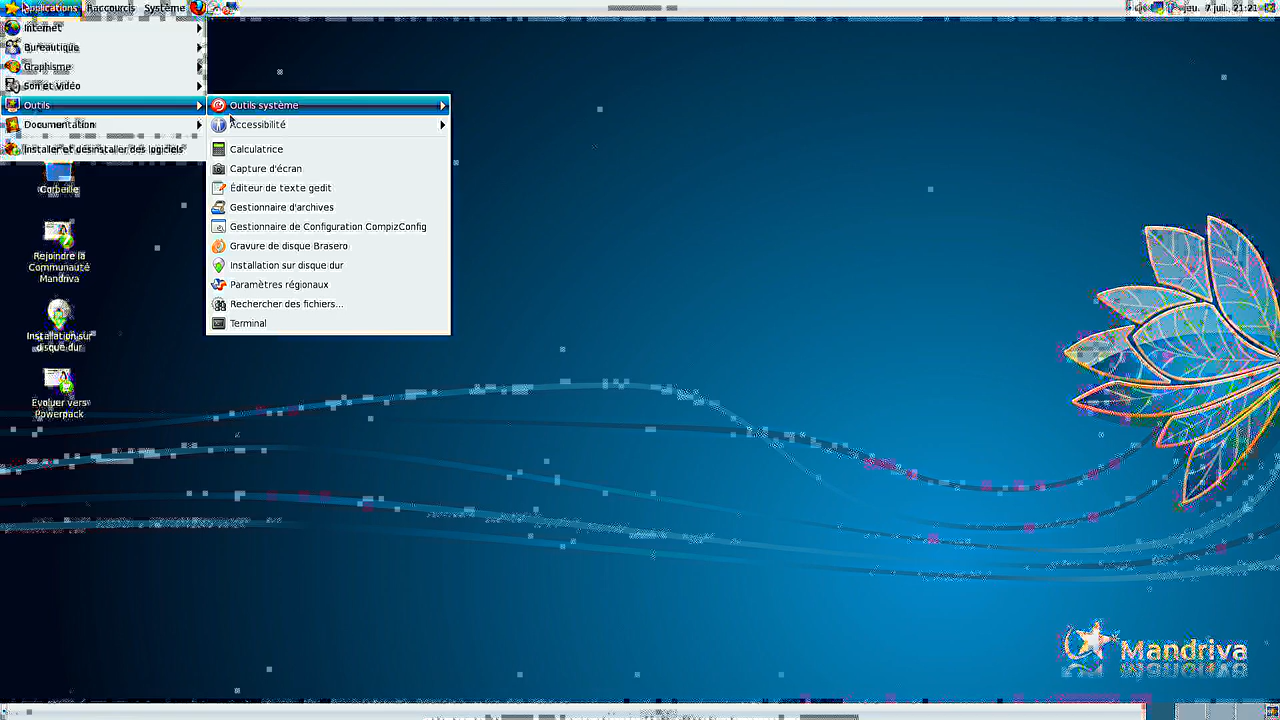 Applications Raccourcis Système
jeu. 7 juil., 21:21
Internet
Bureautique
Graphisme
Son et vidéo
Outils
Documentation
Installer et désinstaller des logiciels
Outils système
Accessibilité
Calculatrice
Capture d'écran
Éditeur de texte gedit
Gestionnaire d'archives
Gestionnaire de Configuration CompizConfig
Gravure de disque Brasero
Installation sur disque dur
Paramètres régionaux
Rechercher des fichiers...
Terminal
Corbeille
Rejoindre la
Communauté
Mandriva
Installation sur
disque dur
Évoluer vers
Powerpack
Mandriva